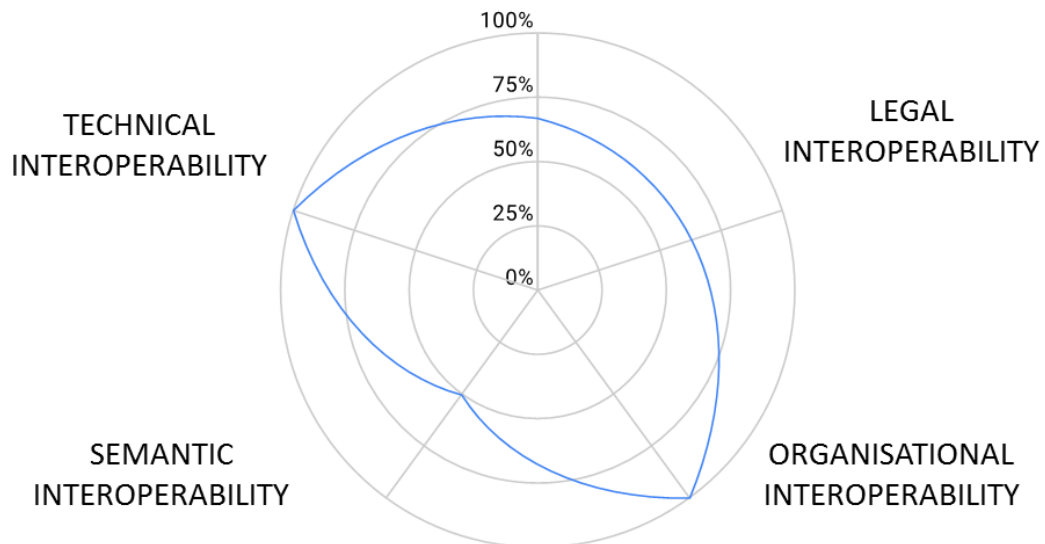 100%
75%
50%
25%
0%
TECHNICAL
INTEROPERABILITY
LEGAL
INTEROPERABILITY
SEMANTIC
INTEROPERABILITY
ORGANISATIONAL
INTEROPERABILITY